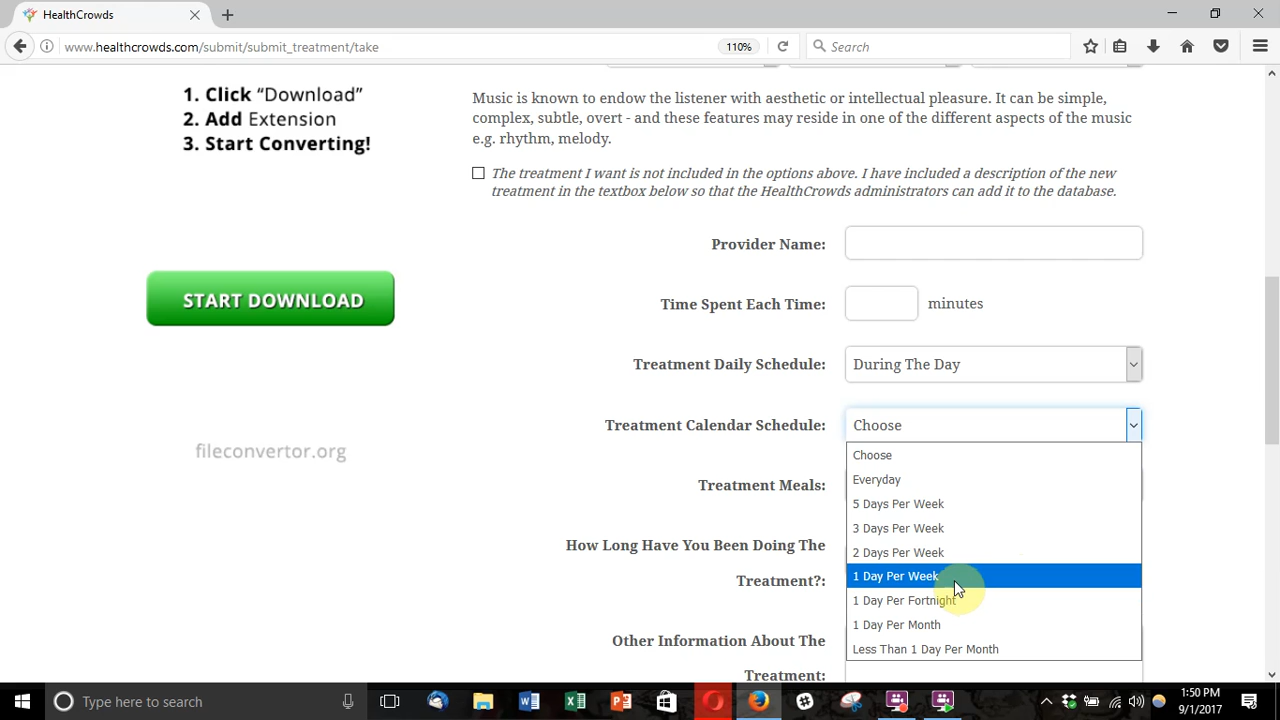 HealthCrowds
www.healthcrowds.com/submit/submit_treatment/take
110%
Search
1. Click "Download"
2. Add Extension
3. Start Converting!
START DOWNLOAD
fileconvertor.org
Music is known to endow the listener with aesthetic or intellectual pleasure. It can be simple,
complex, subtle, overt - and these features may reside in one of the different aspects of the music
e.g. rhythm, melody.
The treatment I want is not included in the options above. I have included a description of the new
treatment in the textbox below so that the HealthCrowds administrators can add it to the database.
Provider Name:
Time Spent Each Time: minutes
Treatment Daily Schedule: During The Day
Treatment Calendar Schedule: Choose
Choose
Everyday
5 Days Per Week
3 Days Per Week
2 Days Per Week
1 Day Per Week
1 Day Per Fortnight
1 Day Per Month
Less Than 1 Day Per Month
Treatment Meals:
How Long Have You Been Doing The
Treatment?:
Other Information About The
Treatment:
Type here to search
1:50 PM
9/1/2017